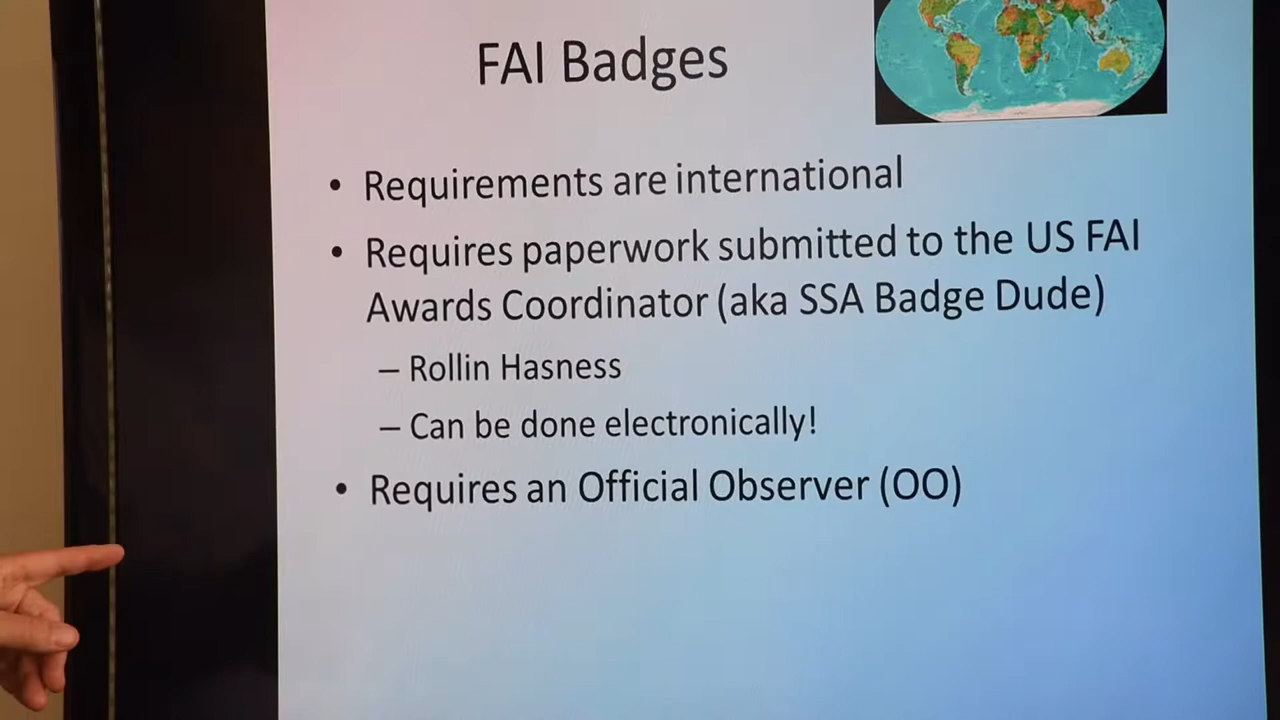 FAI Badges
• Requirements are international
• Requires paperwork submitted to the US FAI
Awards Coordinator (aka SSA Badge Dude)
– Rollin Hasness
– Can be done electronically!
• Requires an Official Observer (OO)